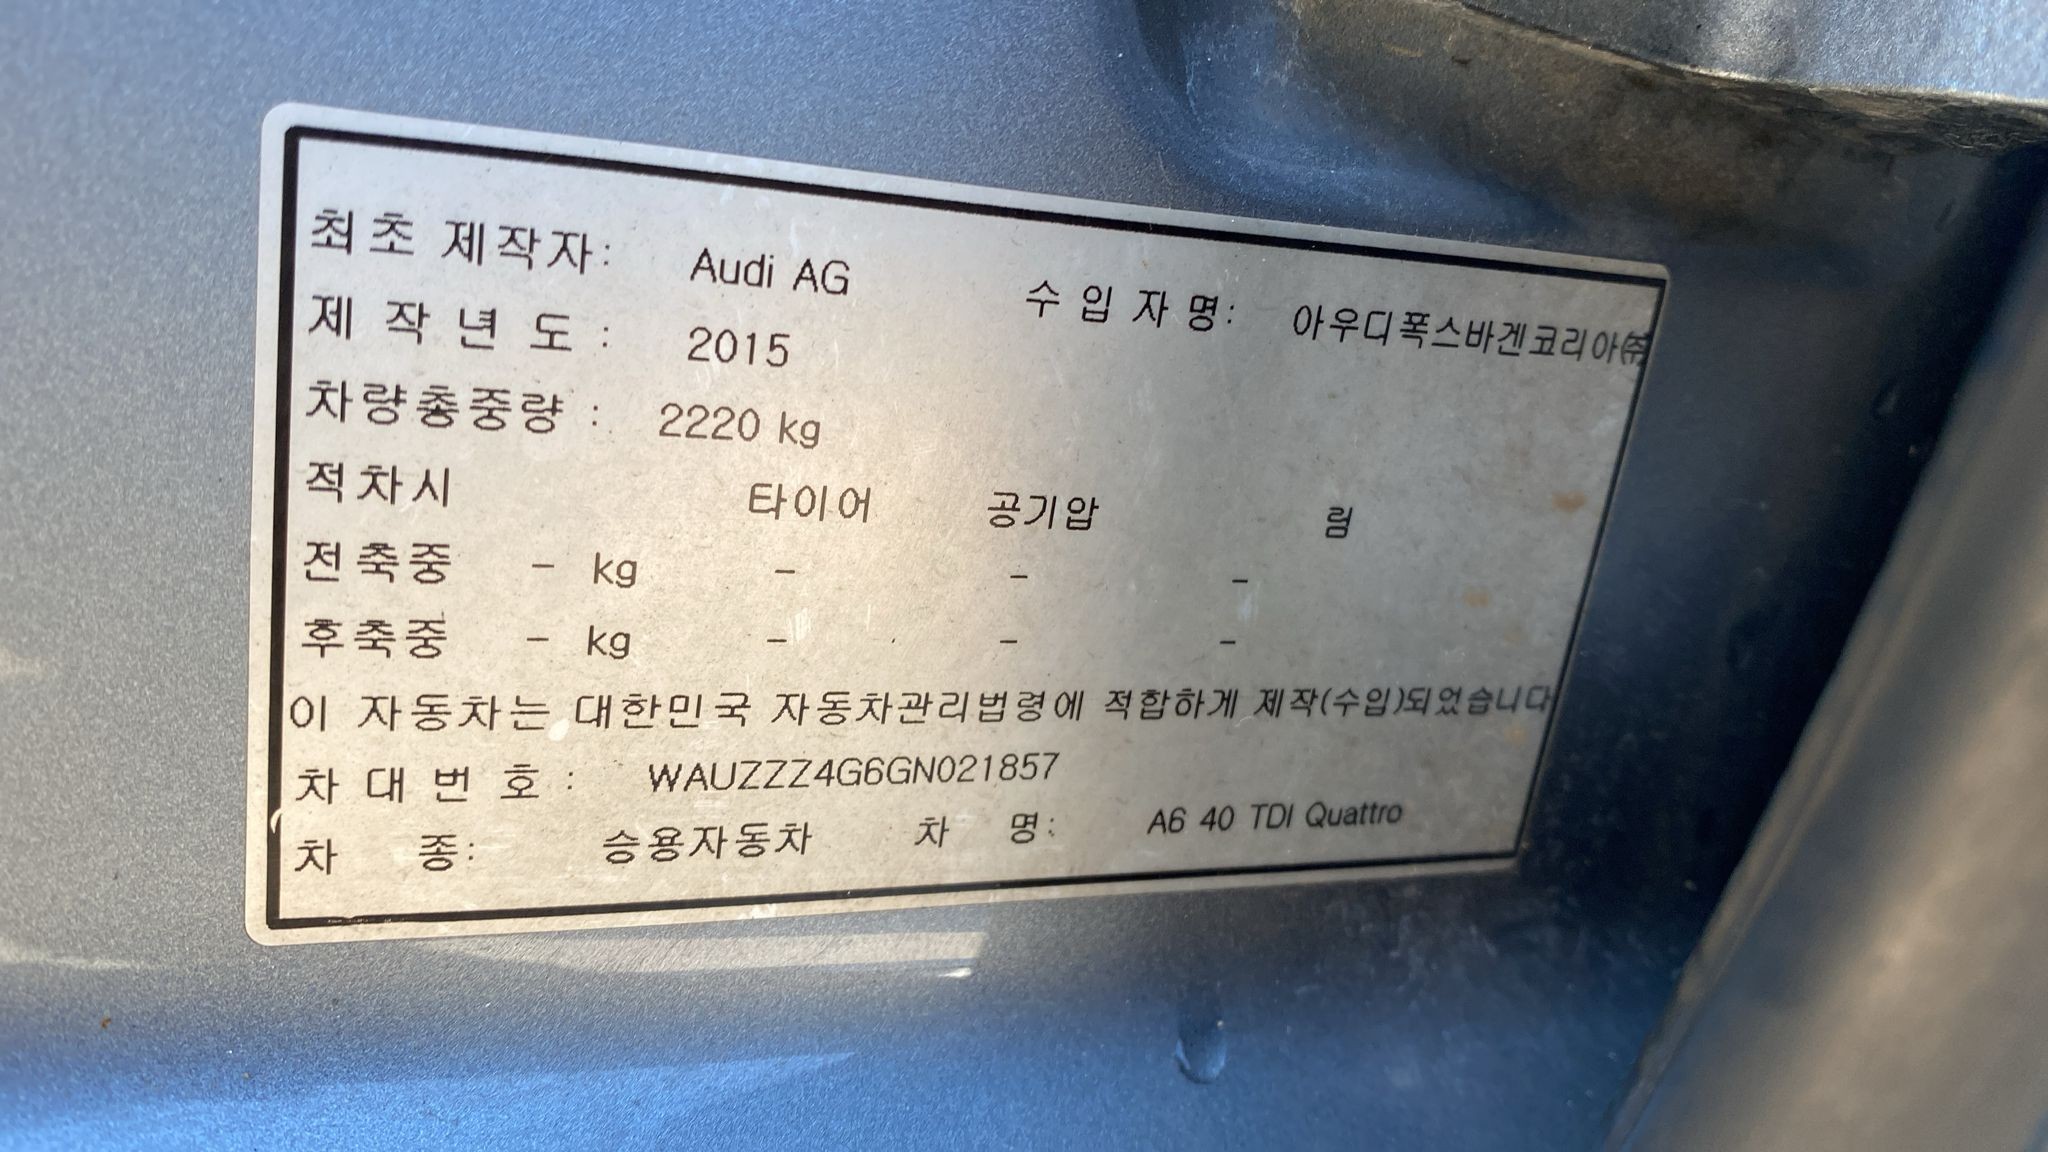 최초 제작자: Audi AG 수 입 자 명: 아우디폭스바겐코리아㈜
제 작 년 도 : 2015
차량총중량 : 2220 kg
적차시 타이어 공기압 림
전축중 - kg - - -
후축중 - kg - - -
이 자동차는 대한민국 자동차관리법령에 적합하게 제작(수입)되었습니다
차 대 번 호 : WAUZZZ4G6GN021857
차 종: 승용자동차 차 명: A6 40 TDI Quattro